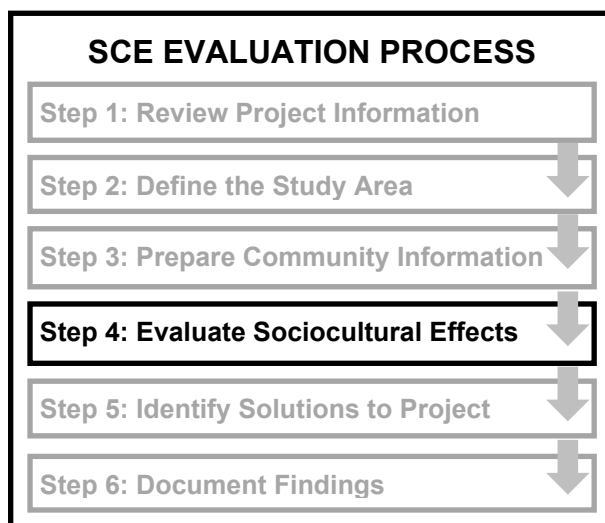 SCE EVALUATION PROCESS
Step 1: Review Project Information
Step 2: Define the Study Area
Step 3: Prepare Community Information
Step 4: Evaluate Sociocultural Effects
Step 5: Identify Solutions to Project
Step 6: Document Findings